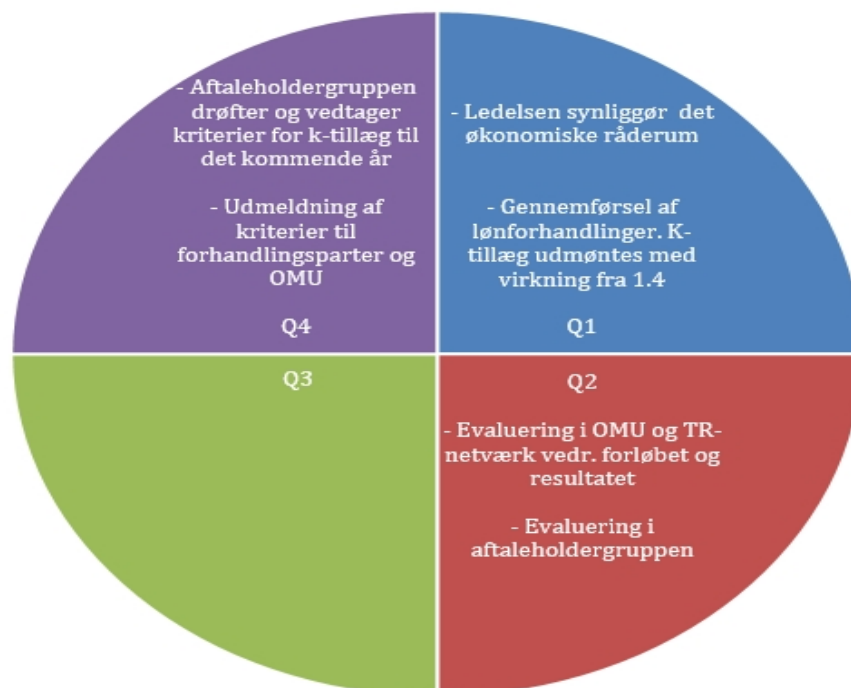 - Aftaleholdergruppen
drøfter og vedtager
kriterier for k-tillæg til
det kommende år
- Udmeldning af
kriterier til
forhandlingsparter og
OMU
Q4
- Ledelsen synliggør det
økonomiske råderum
- Gennemførsel af
lønforhandlinger. K-
tillæg udmøntes med
virkning fra 1.4
Q1
Q3
Q2
- Evaluering i OMU og TR-
netværk vedr. forløbet og
resultatet
- Evaluering i
aftaleholdergruppen